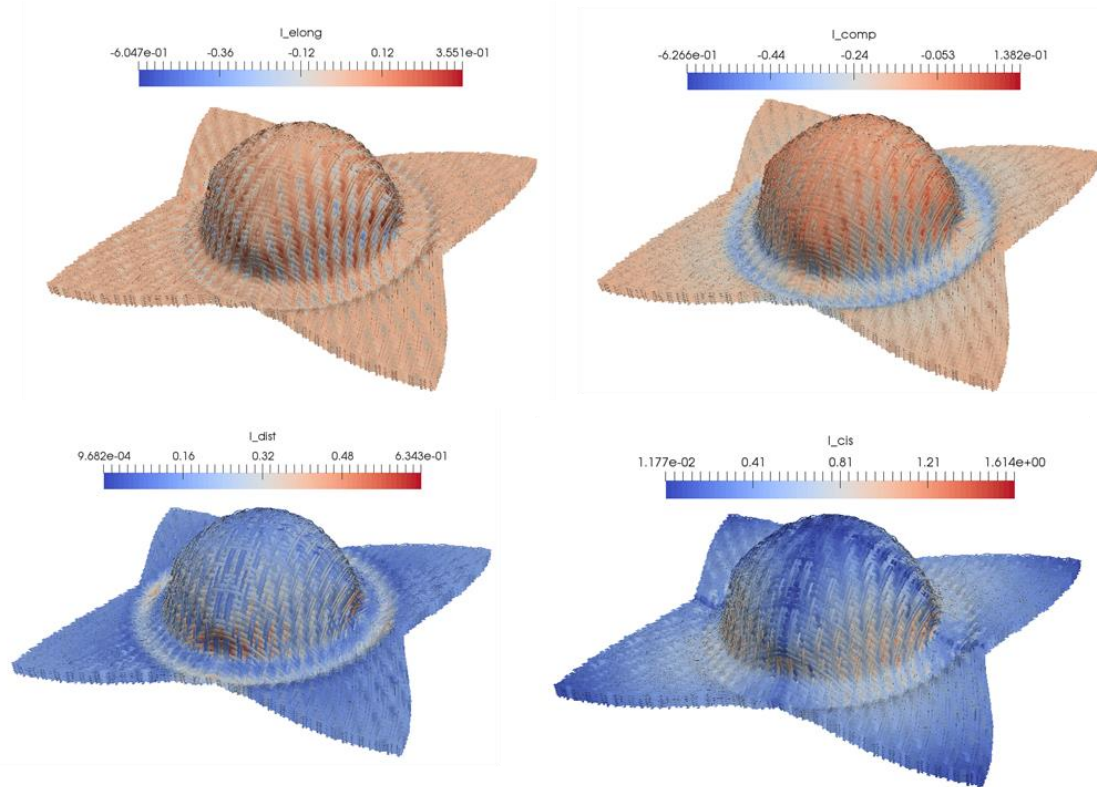 I_elong
-6.047e-01 -0.36 -0.12 0.12 3.551e-01
I_comp
-6.266e-01 -0.44 -0.24 -0.053 1.382e-01
I_dist
9.682e-04 0.16 0.32 0.48 6.343e-01
I_cis
1.177e-02 0.41 0.81 1.21 1.614e+00